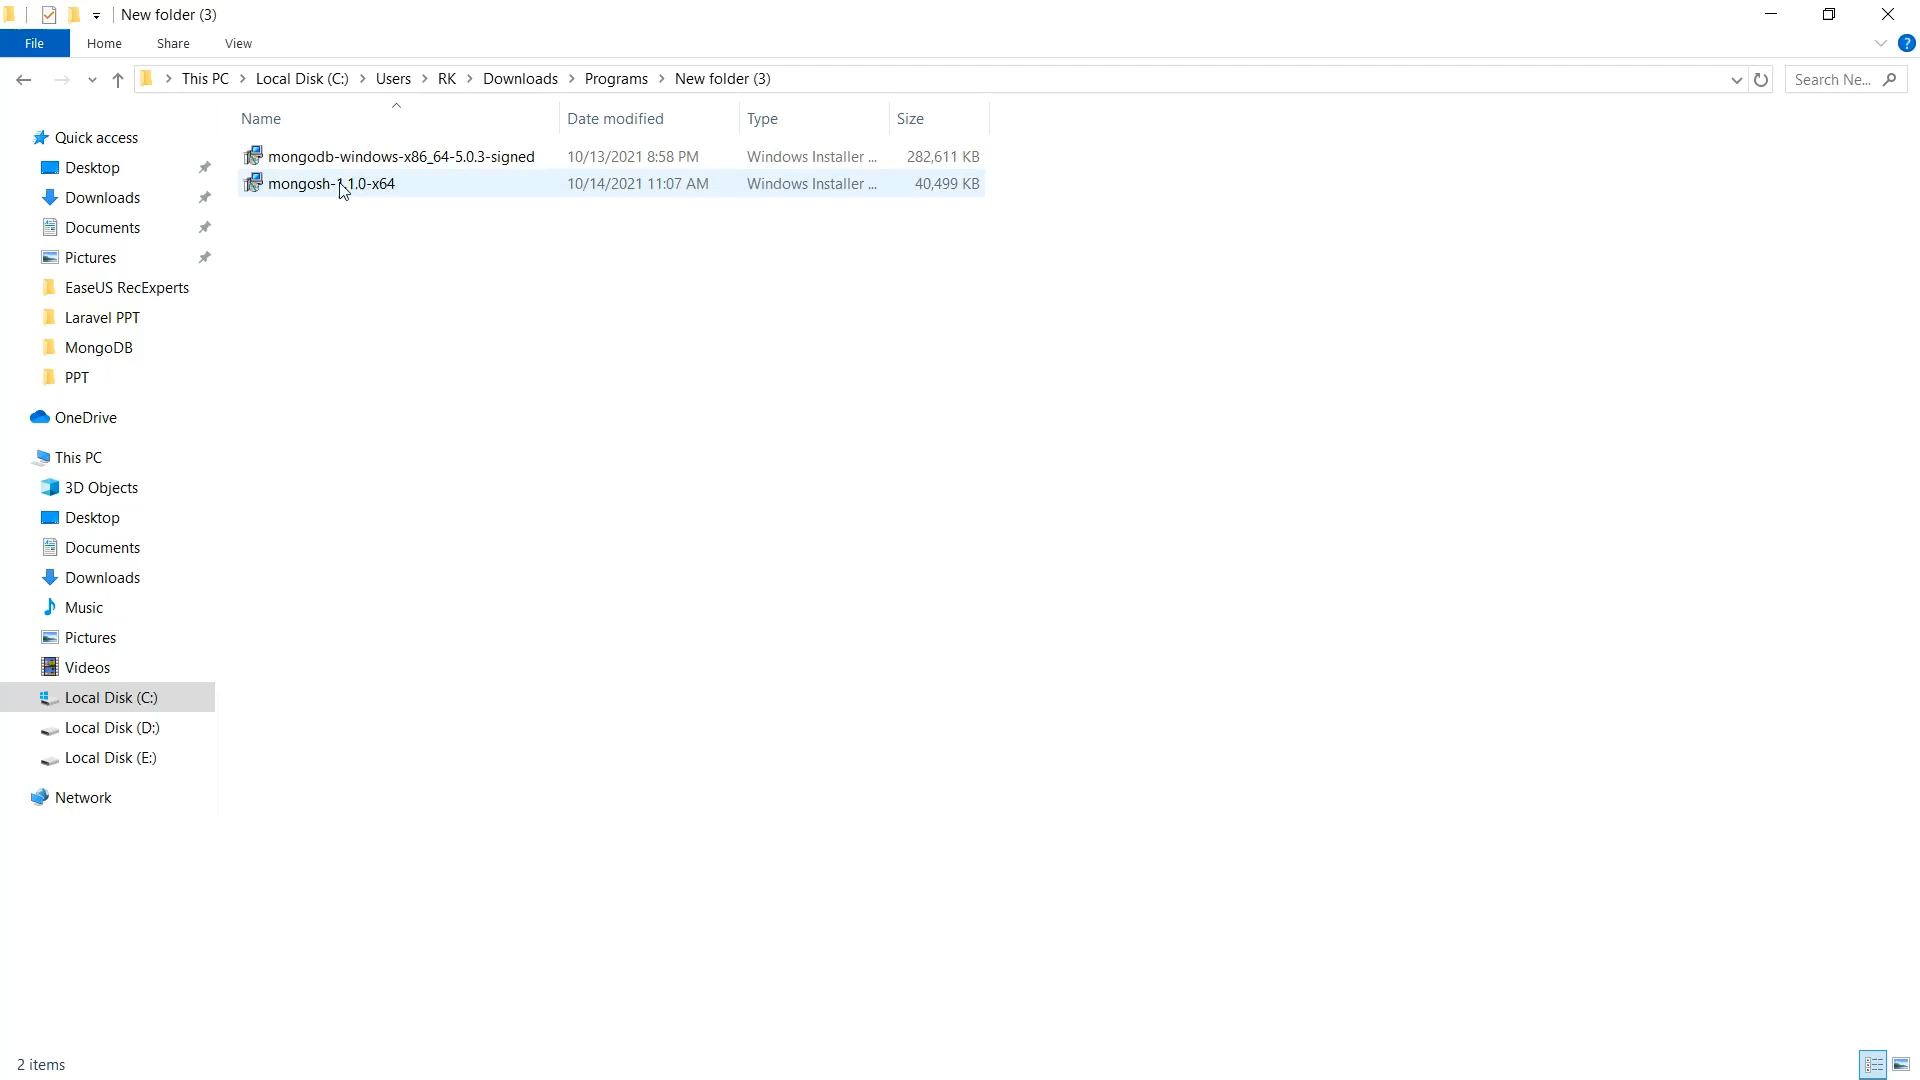 New folder (3)
File Home Share View
This PC Local Disk (C:) Users RK Downloads Programs New folder (3) Search Ne...
Name Date modified Type Size
mongodb-windows-x86_64-5.0.3-signed 10/13/2021 8:58 PM Windows Installer ... 282,611 KB
mongosh-1.1.0-x64 10/14/2021 11:07 AM Windows Installer ... 40,499 KB
Quick access
Desktop
Downloads
Documents
Pictures
EaseUS RecExperts
Laravel PPT
MongoDB
PPT
OneDrive
This PC
3D Objects
Desktop
Documents
Downloads
Music
Pictures
Videos
Local Disk (C:)
Local Disk (D:)
Local Disk (E:)
Network
2 items